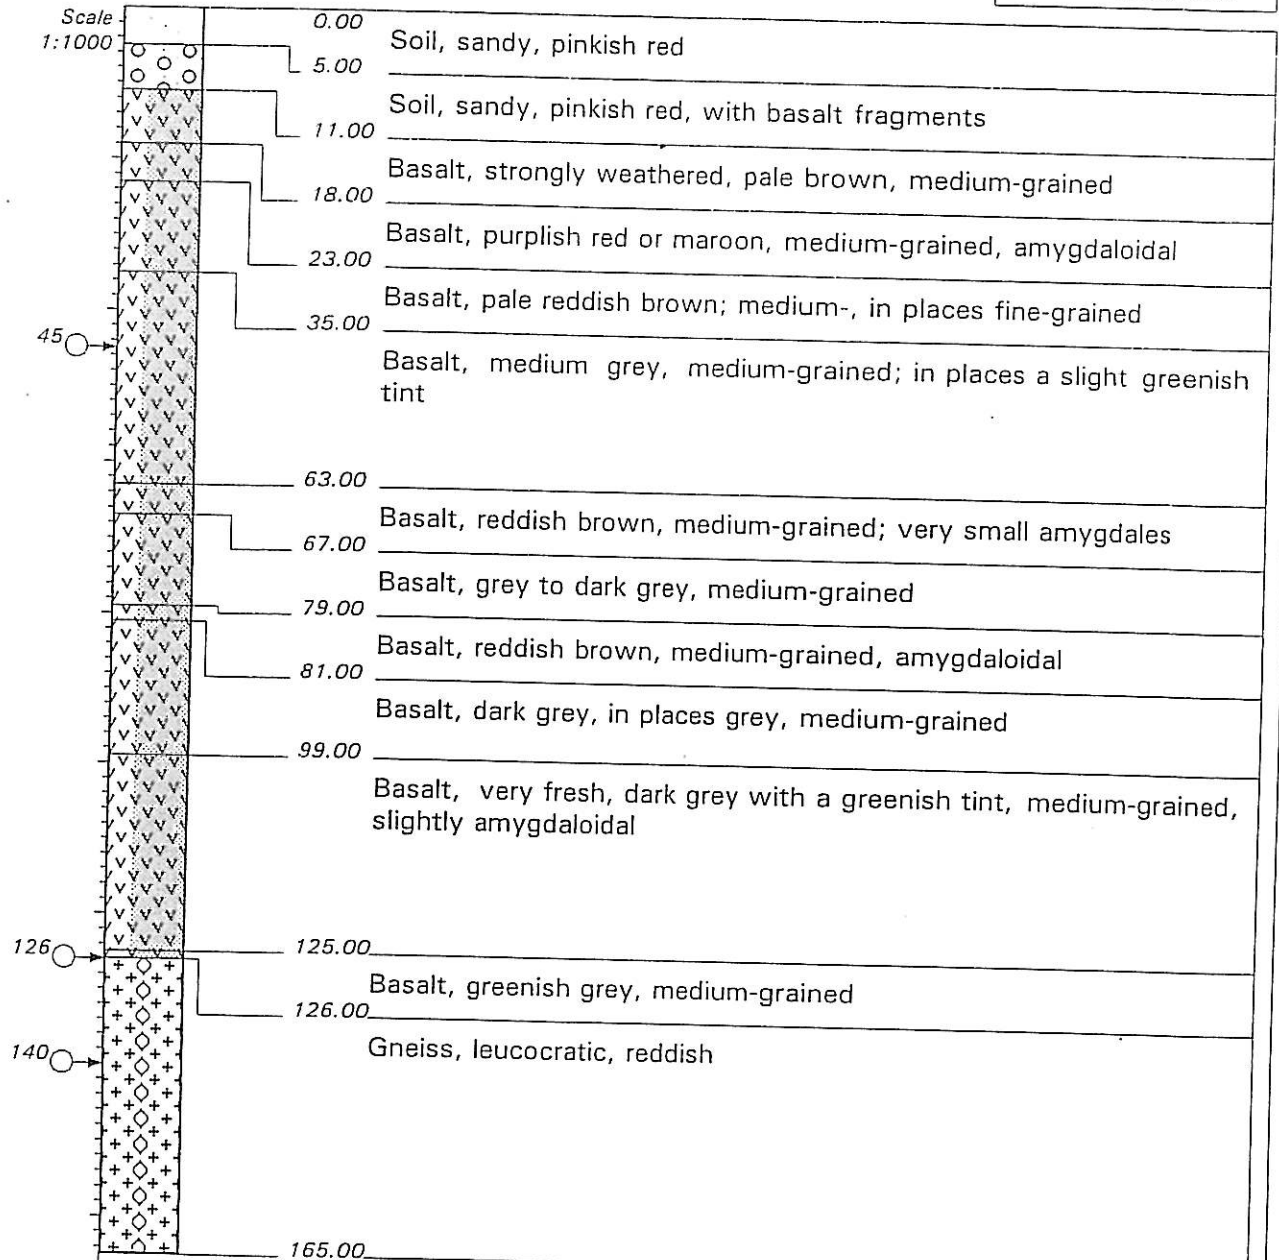 Scale
1:1000
0.00
Soil, sandy, pinkish red
5.00
Soil, sandy, pinkish red, with basalt fragments
11.00
Basalt, strongly weathered, pale brown, medium-grained
18.00
Basalt, purplish red or maroon, medium-grained, amygdaloidal
23.00
Basalt, pale reddish brown; medium-, in places fine-grained
35.00
45
Basalt, medium grey, medium-grained; in places a slight greenish
tint
63.00
Basalt, reddish brown, medium-grained; very small amygdales
67.00
Basalt, grey to dark grey, medium-grained
79.00
Basalt, reddish brown, medium-grained, amygdaloidal
81.00
Basalt, dark grey, in places grey, medium-grained
99.00
Basalt, very fresh, dark grey with a greenish tint, medium-grained,
slightly amygdaloidal
125.00
126
Basalt, greenish grey, medium-grained
126.00
Gneiss, leucocratic, reddish
140
165.00